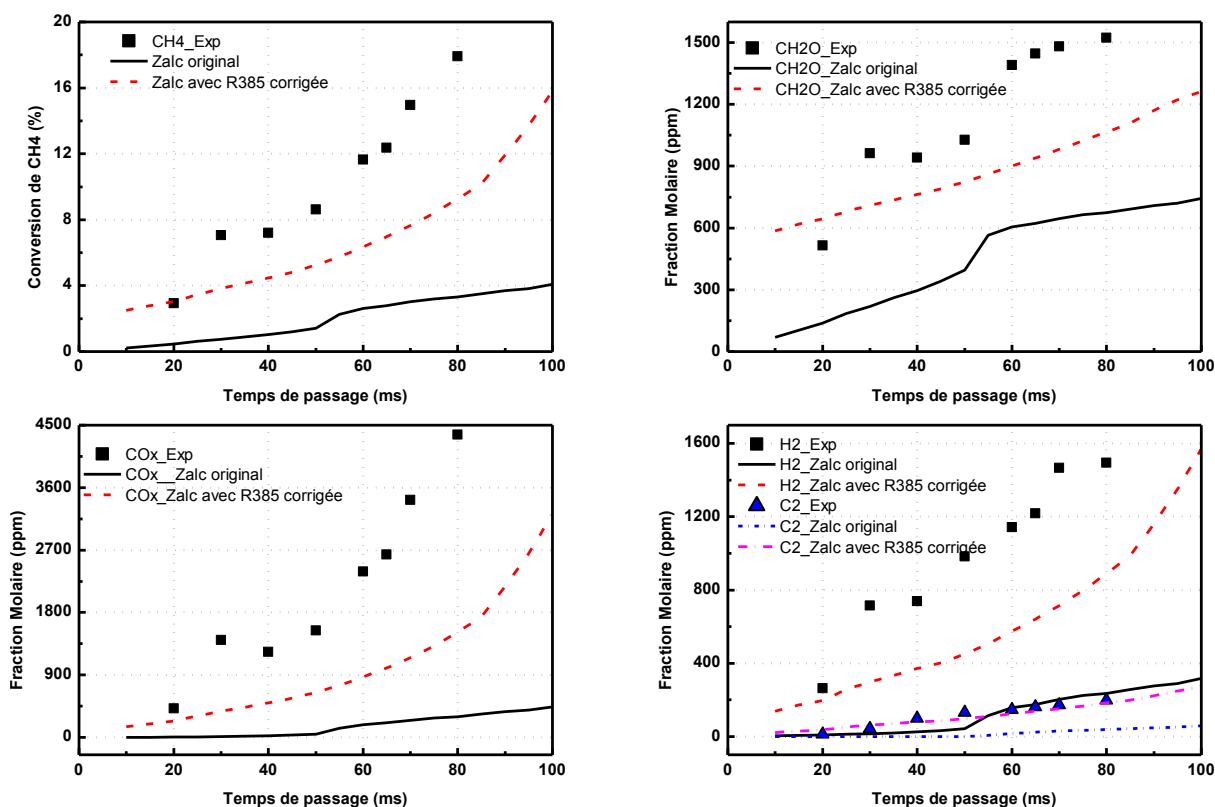 20
16
12
8
4
0
Conversion de CH4 (%)
CH4_Exp
Zalc original
Zalc avec R385 corrigée
0 20 40 60 80 100
Temps de passage (ms)
1500
1200
900
600
300
0
Fraction Molaire (ppm)
CH2O_Exp
CH2O_Zalc original
CH2O_Zalc avec R385 corrigée
0 20 40 60 80 100
Temps de passage (ms)
4500
3600
2700
1800
900
0
Fraction Molaire (ppm)
COx_Exp
COx__Zalc original
COx_Zalc avec R385 corrigée
0 20 40 60 80 100
Temps de passage (ms)
1600
1200
800
400
0
Fraction Molaire (ppm)
H2_Exp
H2_Zalc original
H2_Zalc avec R385 corrigée
C2_Exp
C2_Zalc original
C2_Zalc avec R385 corrigée
0 20 40 60 80 100
Temps de passage (ms)